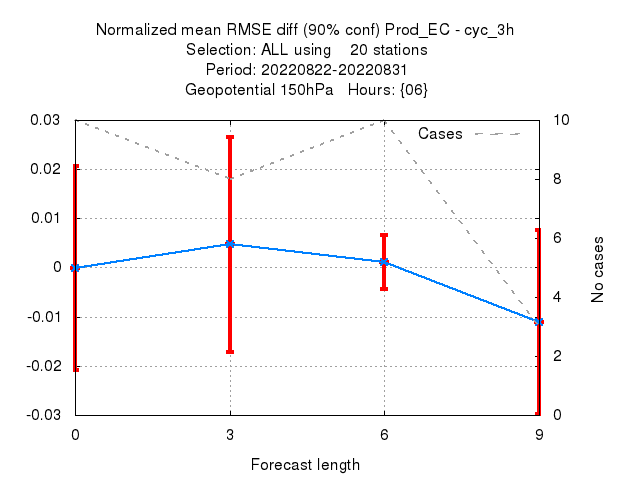 Normalized mean RMSE diff (90% conf) Prod_EC - cyc_3h
Selection: ALL using    20 stations
Period: 20220822-20220831
Geopotential 150hPa   Hours: {06}
Cases
0.03
0.02
0.01
0
-0.01
-0.02
-0.03
10
8
6
4
2
0
No cases
0 3 6 9
Forecast length